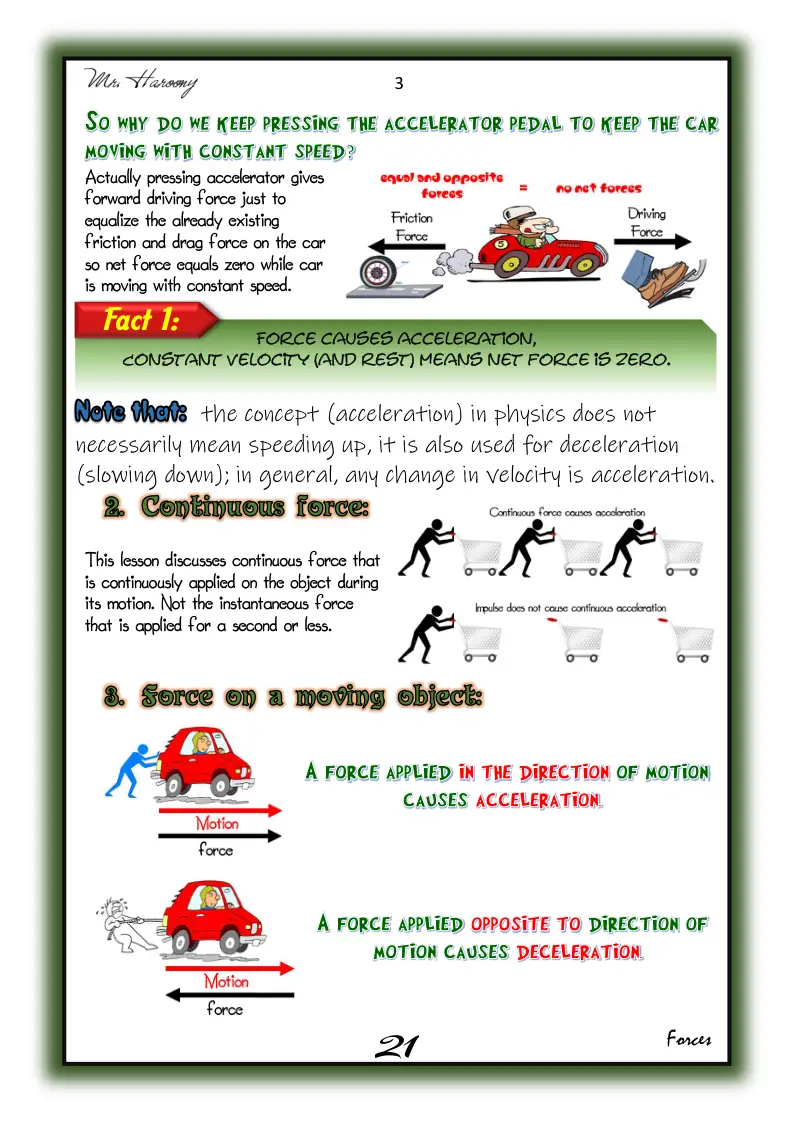 Mr. Haroony
3
So why do we keep pressing the accelerator pedal to keep the car
moving with constant speed?
Actually pressing accelerator gives
forward driving force just to
equalize the already existing
friction and drag force on the car
so net force equals zero while car
is moving with constant speed.
equal and opposite
forces
=
no net forces
Friction
Force
Driving
Force
5
Fact 1:
FORCE CAUSES ACCELERATION,
CONSTANT VELOCITY (AND REST) MEANS NET FORCE IS ZERO.
Note that: the concept (acceleration) in physics does not
necessarily mean speeding up, it is also used for deceleration
(slowing down); in general, any change in velocity is acceleration.
2. Continuous force:
Continuous force causes acceleration
This lesson discusses continuous force that
is continuously applied on the object during
its motion. Not the instantaneous force
that is applied for a second or less.
Impulse does not cause continuous acceleration
3. Force on a moving object:
A force applied in the direction of motion
causes acceleration.
Motion
force
A force applied opposite to direction of
motion causes deceleration.
Motion
force
21
Forces